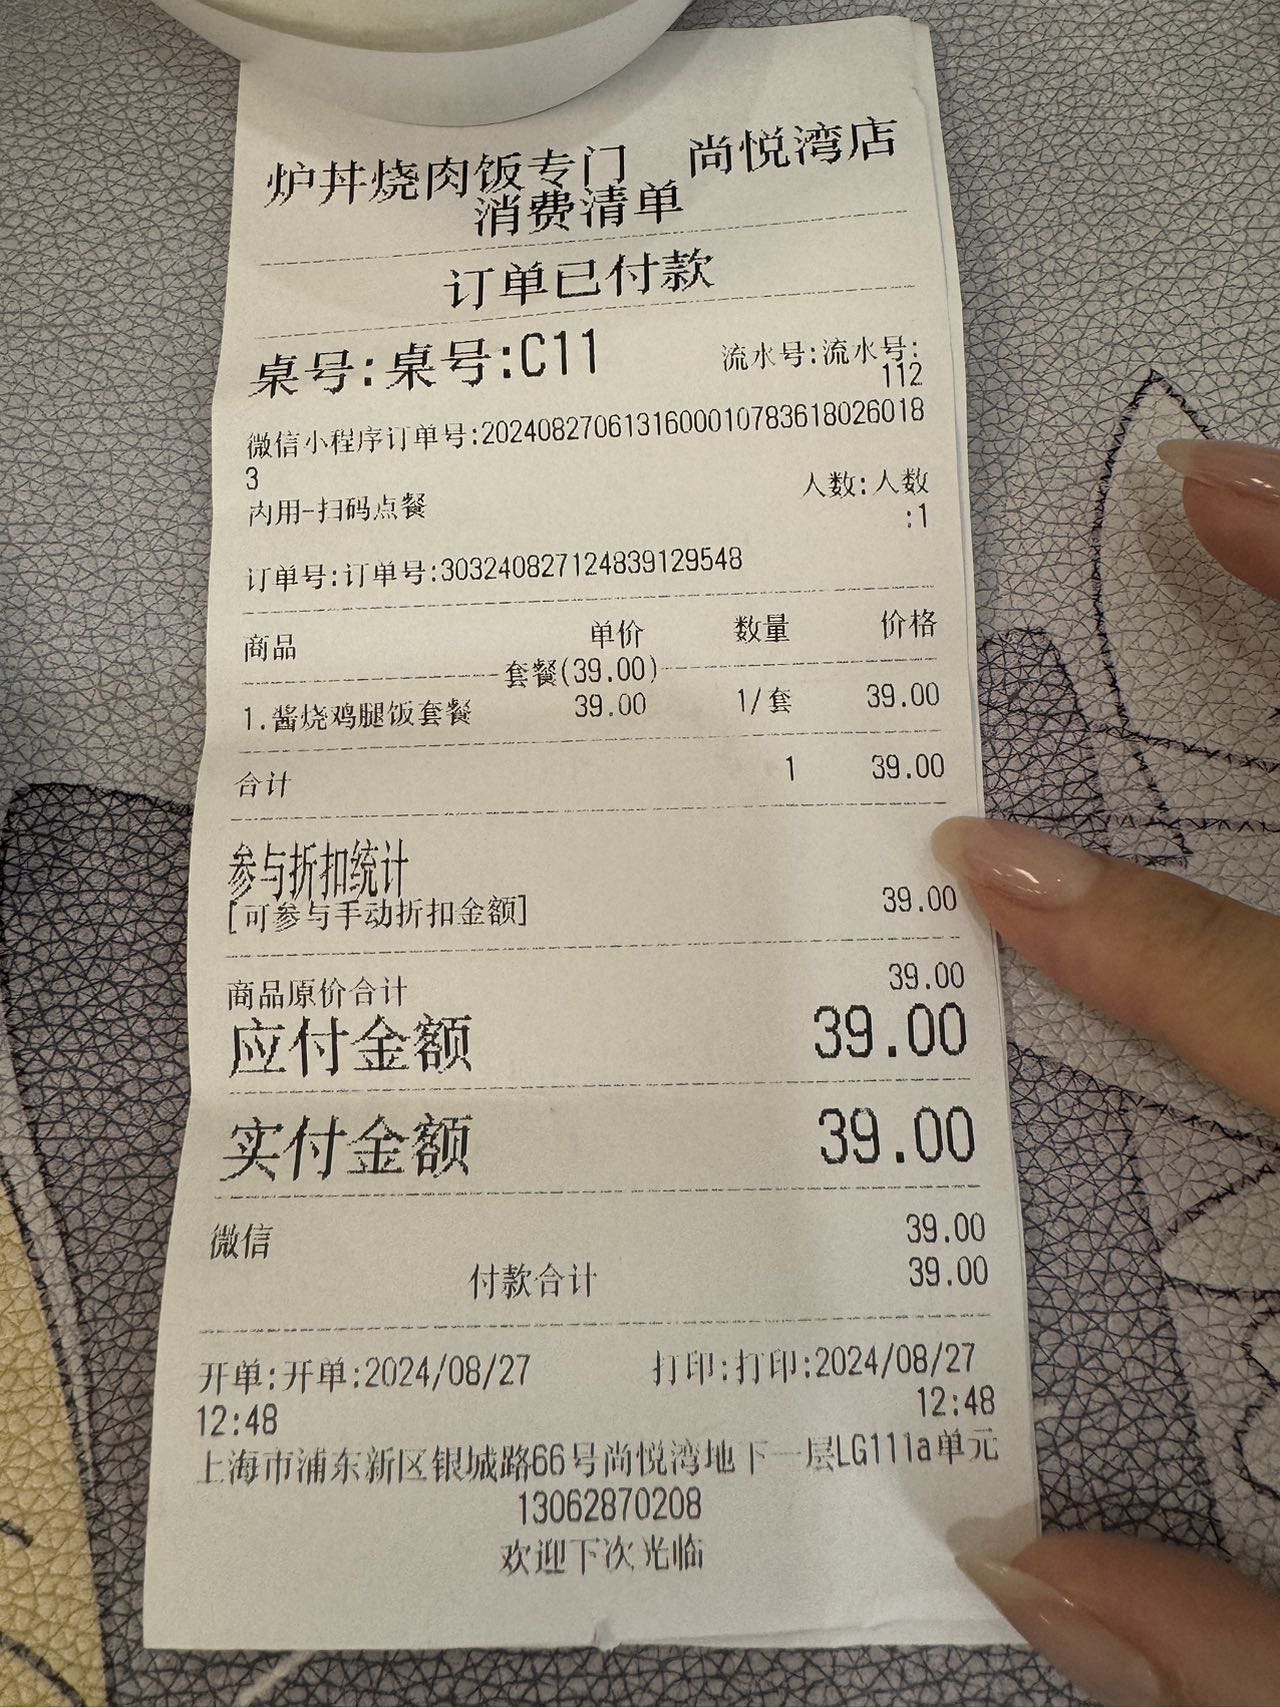 炉丼烧肉饭专门 尚悦湾店
消费清单
订单已付款
桌号:桌号:C11 流水号:流水号:
112
微信小程序订单号:2024082706131600010783618026018
3
内用-扫码点餐 人数:人数
:1
订单号:订单号:303240827124839129548
商品 单价 数量 价格
套餐(39.00)
1.酱烧鸡腿饭套餐 39.00 1/套 39.00
合计 1 39.00
参与折扣统计
[可参与手动折扣金额] 39.00
商品原价合计 39.00
应付金额 39.00
实付金额 39.00
微信 39.00
付款合计 39.00
开单:开单:2024/08/27 打印:打印:2024/08/27
12:48 12:48
上海市浦东新区银城路66号尚悦湾地下一层LG111a单元
13062870208
欢迎下次光临